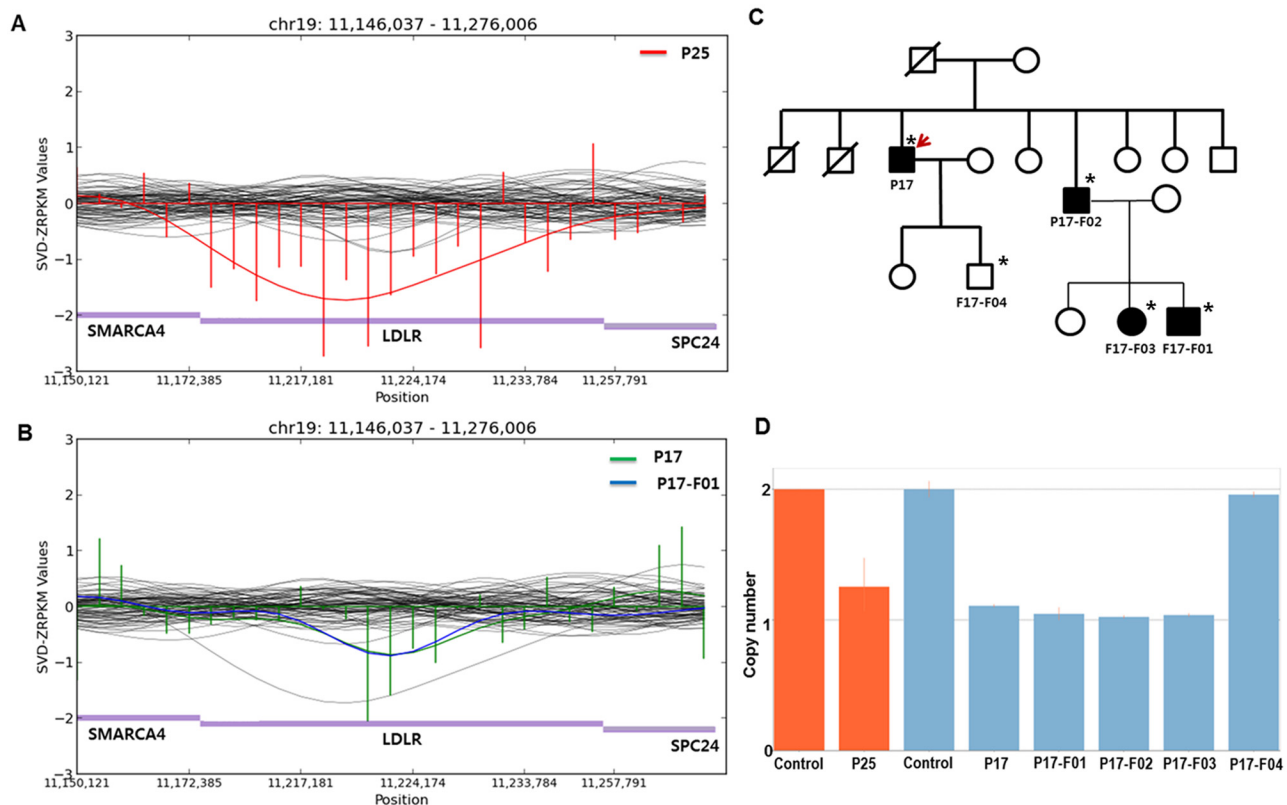 A
chr19: 11,146,037 - 11,276,006
P25
3
2
1
0
−1
−2
−3
SVD-ZRPKM Values
SMARCA4
LDLR
SPC24
11,150,121 11,172,385 11,217,181 11,224,174 11,233,784 11,257,791
Position
B
chr19: 11,146,037 - 11,276,006
P17
P17-F01
3
2
1
0
−1
−2
−3
SVD-ZRPKM Values
SMARCA4
LDLR
SPC24
11,150,121 11,172,385 11,217,181 11,224,174 11,233,784 11,257,791
Position
C
*
P17
*
P17-F02
*
F17-F04
* *
F17-F03 F17-F01
D
2
1
0
Copy number
Control P25 Control P17 P17-F01 P17-F02 P17-F03 P17-F04